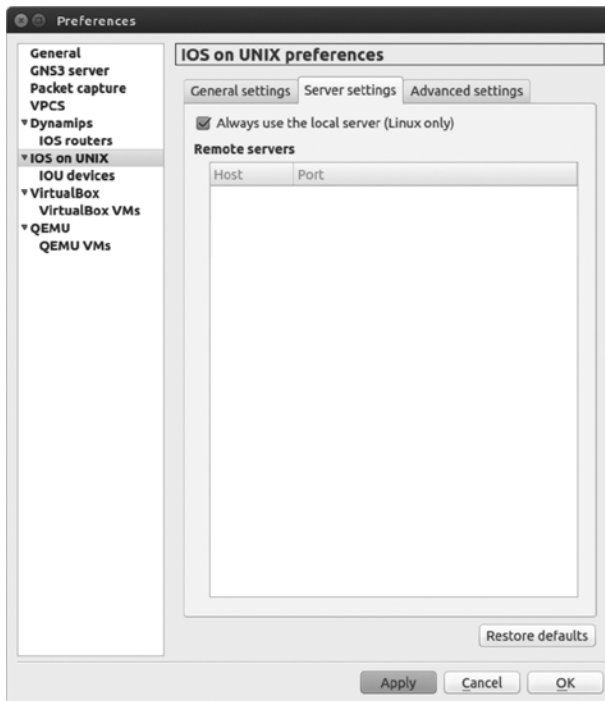 Preferences
General
GNS3 server
Packet capture
VPCS
Dynamips
IOS routers
IOS on UNIX
IOU devices
VirtualBox
VirtualBox VMs
QEMU
QEMU VMs
IOS on UNIX preferences
General settings Server settings Advanced settings
Always use the local server (Linux only)
Remote servers
Host Port
Restore defaults
Apply Cancel OK